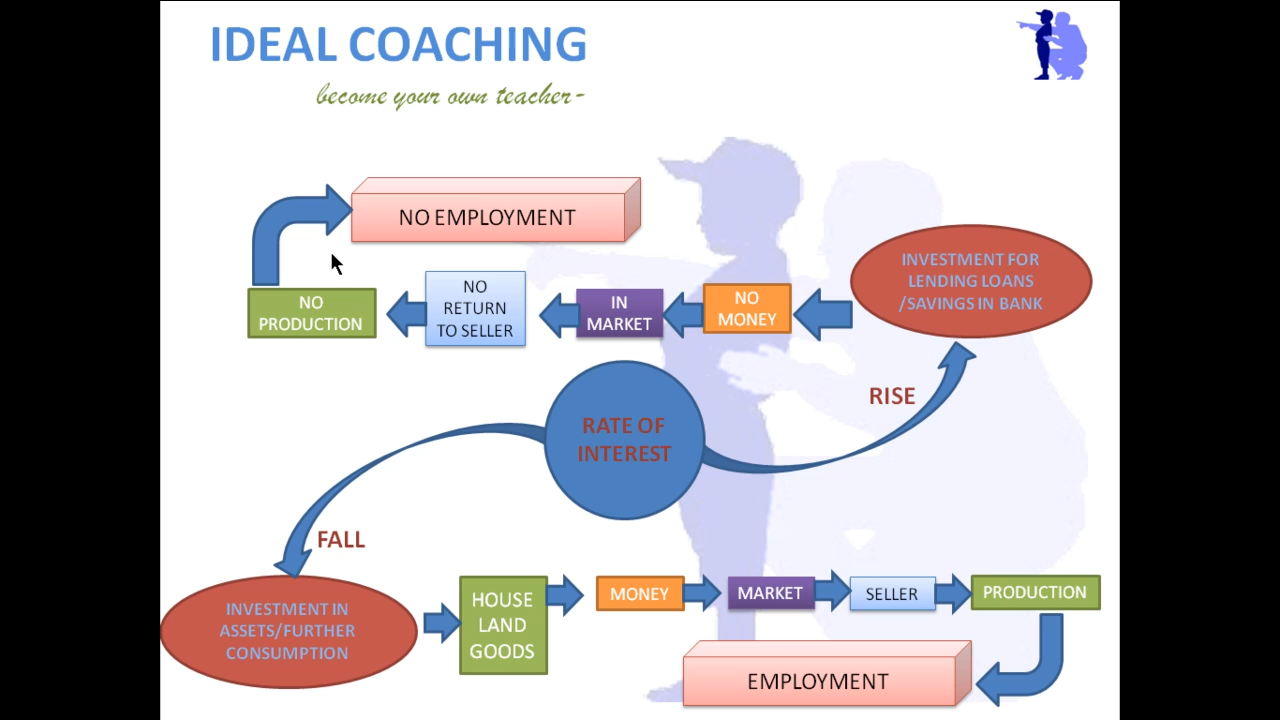 IDEAL COACHING
become your own teacher-
NO EMPLOYMENT
INVESTMENT FOR
LENDING LOANS
/SAVINGS IN BANK
NO
MONEY
IN
MARKET
NO
RETURN
TO SELLER
NO
PRODUCTION
RISE
RATE OF
INTEREST
FALL
INVESTMENT IN
ASSETS/FURTHER
CONSUMPTION
HOUSE
LAND
GOODS
MONEY
MARKET
SELLER
PRODUCTION
EMPLOYMENT